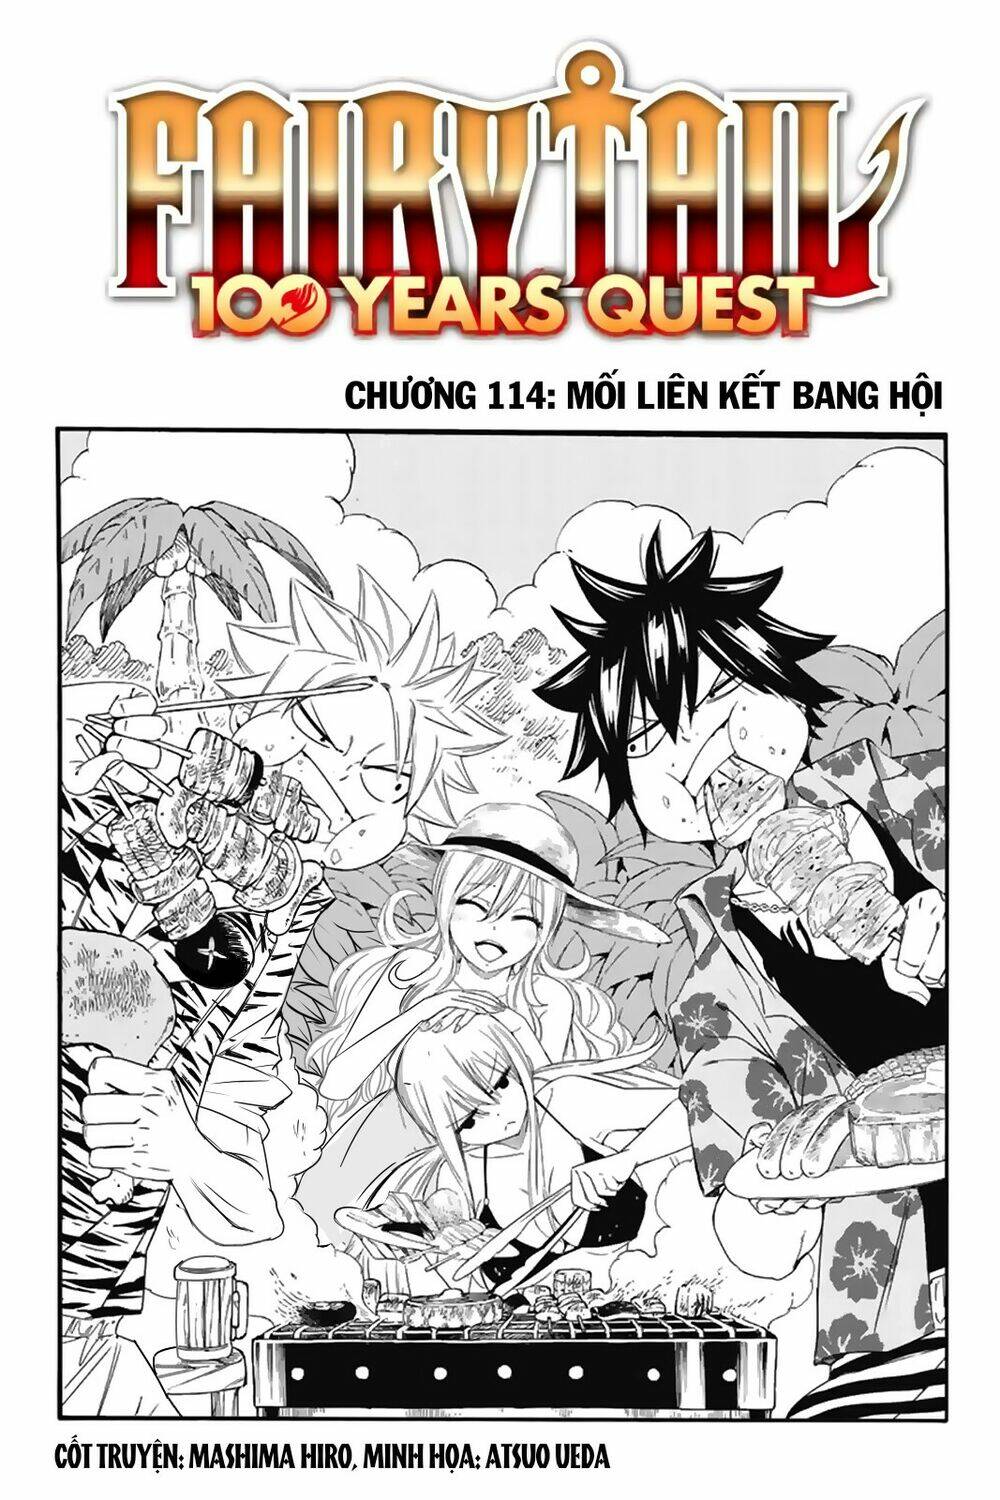 FAIRY TAIL
100 YEARS QUEST
CHƯƠNG 114: MỐI LIÊN KẾT BANG HỘI
CỐT TRUYỆN: MASHIMA HIRO, MINH HỌA: ATSUO UEDA